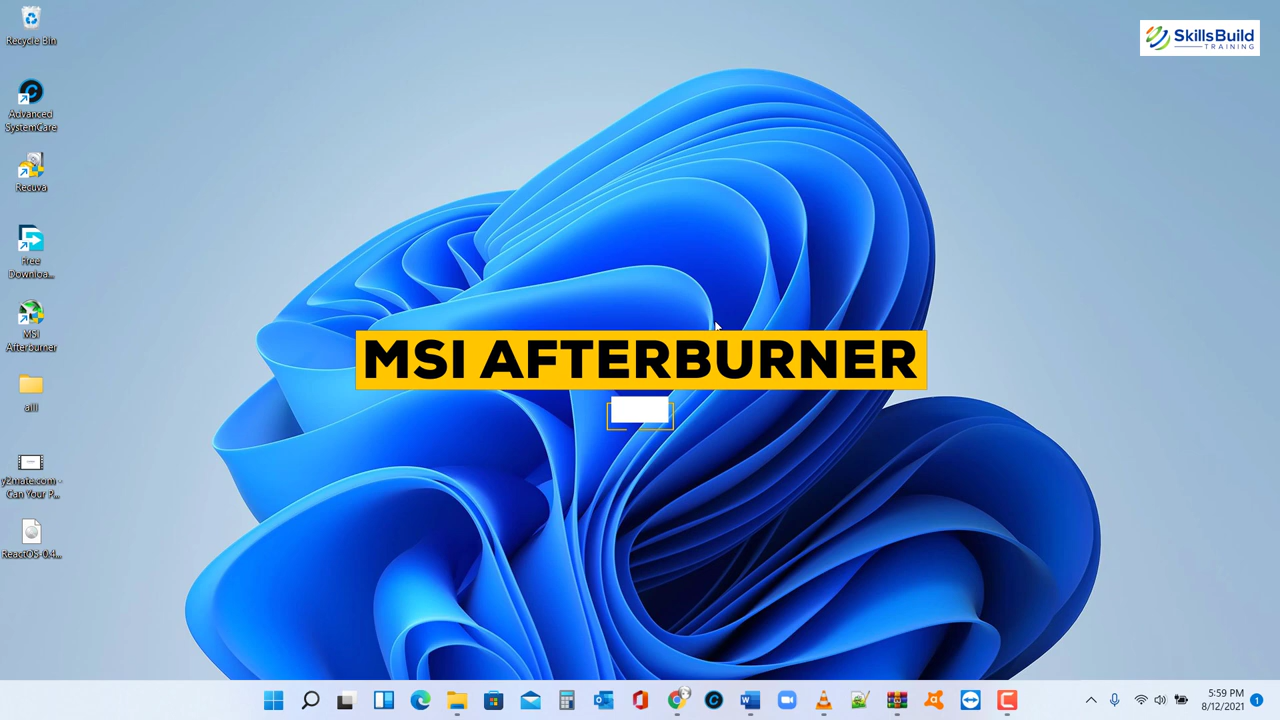 Recycle Bin
SkillsBuild
TRAINING
Advanced
SystemCare
Recuva
Free
Downloa...
MSI
Afterburner
MSI AFTERBURNER
alll
y2mate.com -
Can Your P...
ReactOS-0.4...
5:59 PM
8/12/2021
1